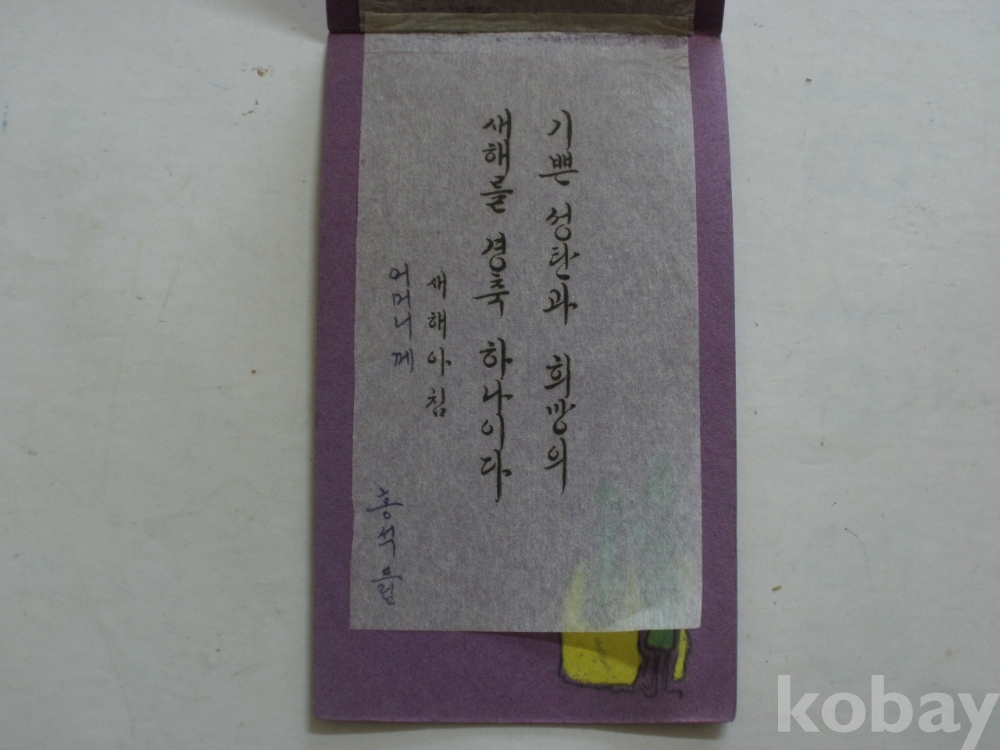 기쁜 성탄과 희망의
새해를 경축 하나이다
새해아침
어머니께
홍석 드림
kobay